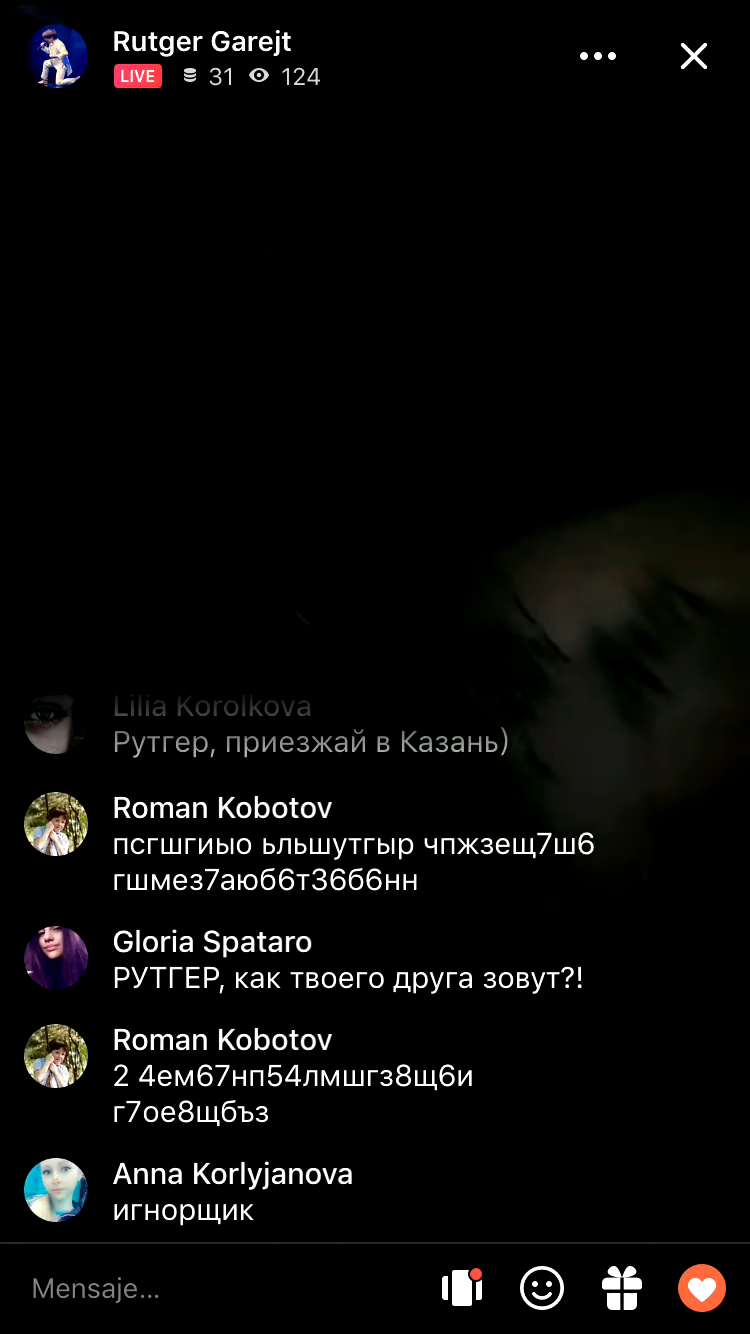 Rutger Garejt
LIVE 31 124
Lilia Korolkova
Рутгер, приезжай в Казань)
Roman Kobotov
псгшгиыо ьльшутгыр чпжзещ7ш6
гшмез7аюб6т36б6нн
Gloria Spataro
РУТГЕР, как твоего друга зовут?!
Roman Kobotov
2 4ем67нп54лмшгз8щ6и
г7ое8щбъз
Anna Korlyjanova
игнорщик
Mensaje...